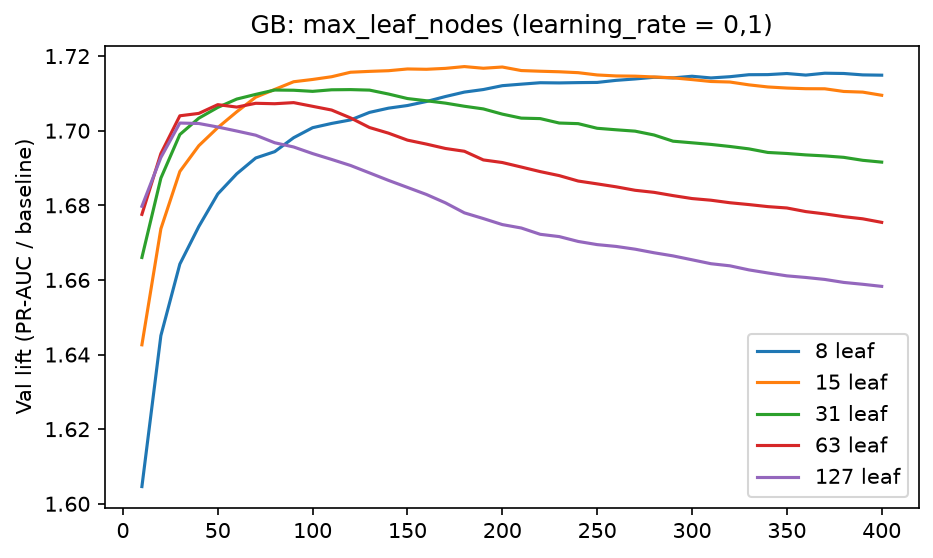 GB: max_leaf_nodes (learning_rate = 0,1)
Val lift (PR-AUC / baseline)
1.72
1.70
1.68
1.66
1.64
1.62
1.60
8 leaf
15 leaf
31 leaf
63 leaf
127 leaf
0 50 100 150 200 250 300 350 400